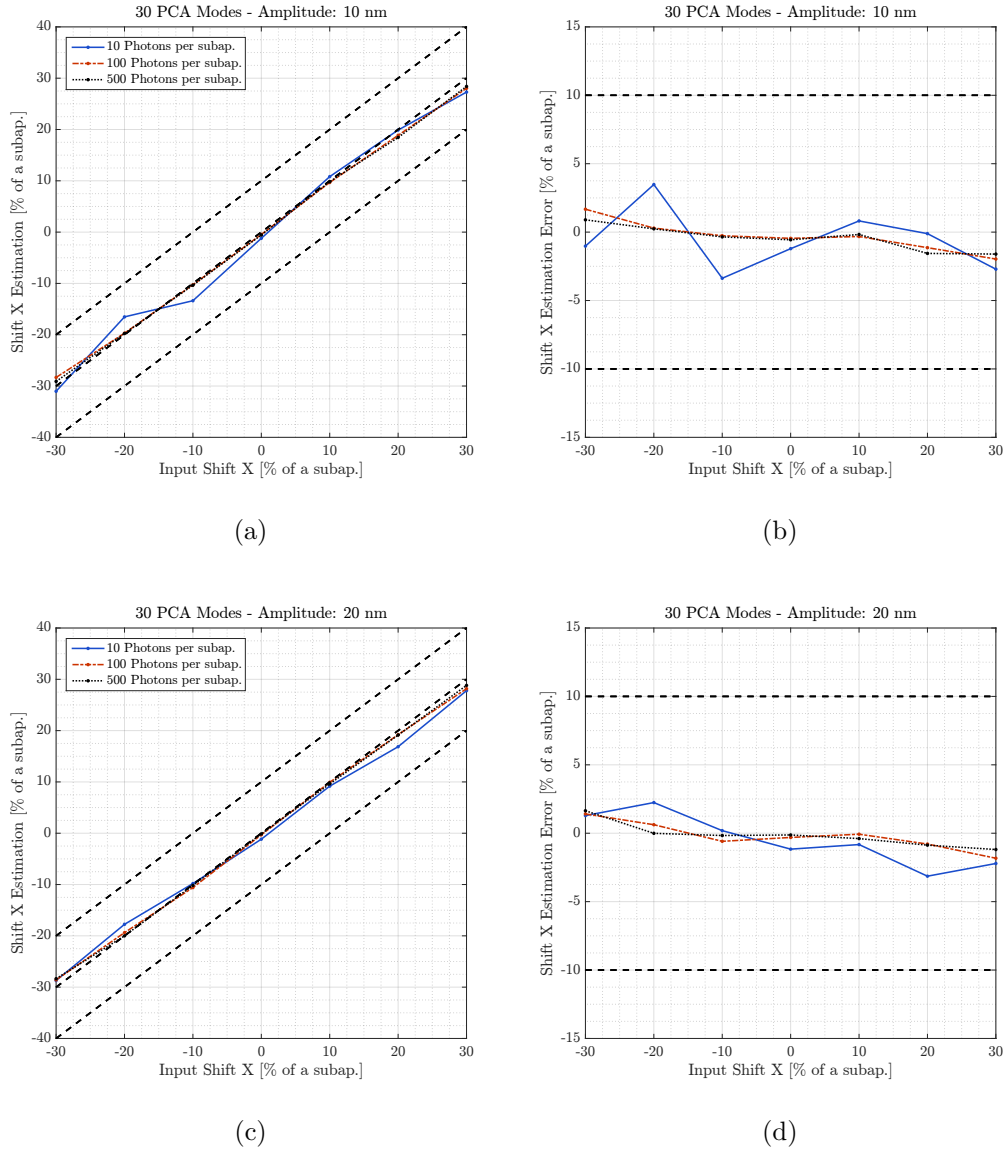 30 PCA Modes - Amplitude: 10 nm
40
30
20
10
0
-10
-20
-30
-40
10 Photons per subap.
100 Photons per subap.
500 Photons per subap.
Shift X Estimation [% of a subap.]
-30 -20 -10 0 10 20 30
Input Shift X [% of a subap.]
(a)
30 PCA Modes - Amplitude: 10 nm
15
10
5
0
-5
-10
-15
Shift X Estimation Error [% of a subap.]
-30 -20 -10 0 10 20 30
Input Shift X [% of a subap.]
(b)
30 PCA Modes - Amplitude: 20 nm
40
30
20
10
0
-10
-20
-30
-40
10 Photons per subap.
100 Photons per subap.
500 Photons per subap.
Shift X Estimation [% of a subap.]
-30 -20 -10 0 10 20 30
Input Shift X [% of a subap.]
(c)
30 PCA Modes - Amplitude: 20 nm
15
10
5
0
-5
-10
-15
Shift X Estimation Error [% of a subap.]
-30 -20 -10 0 10 20 30
Input Shift X [% of a subap.]
(d)